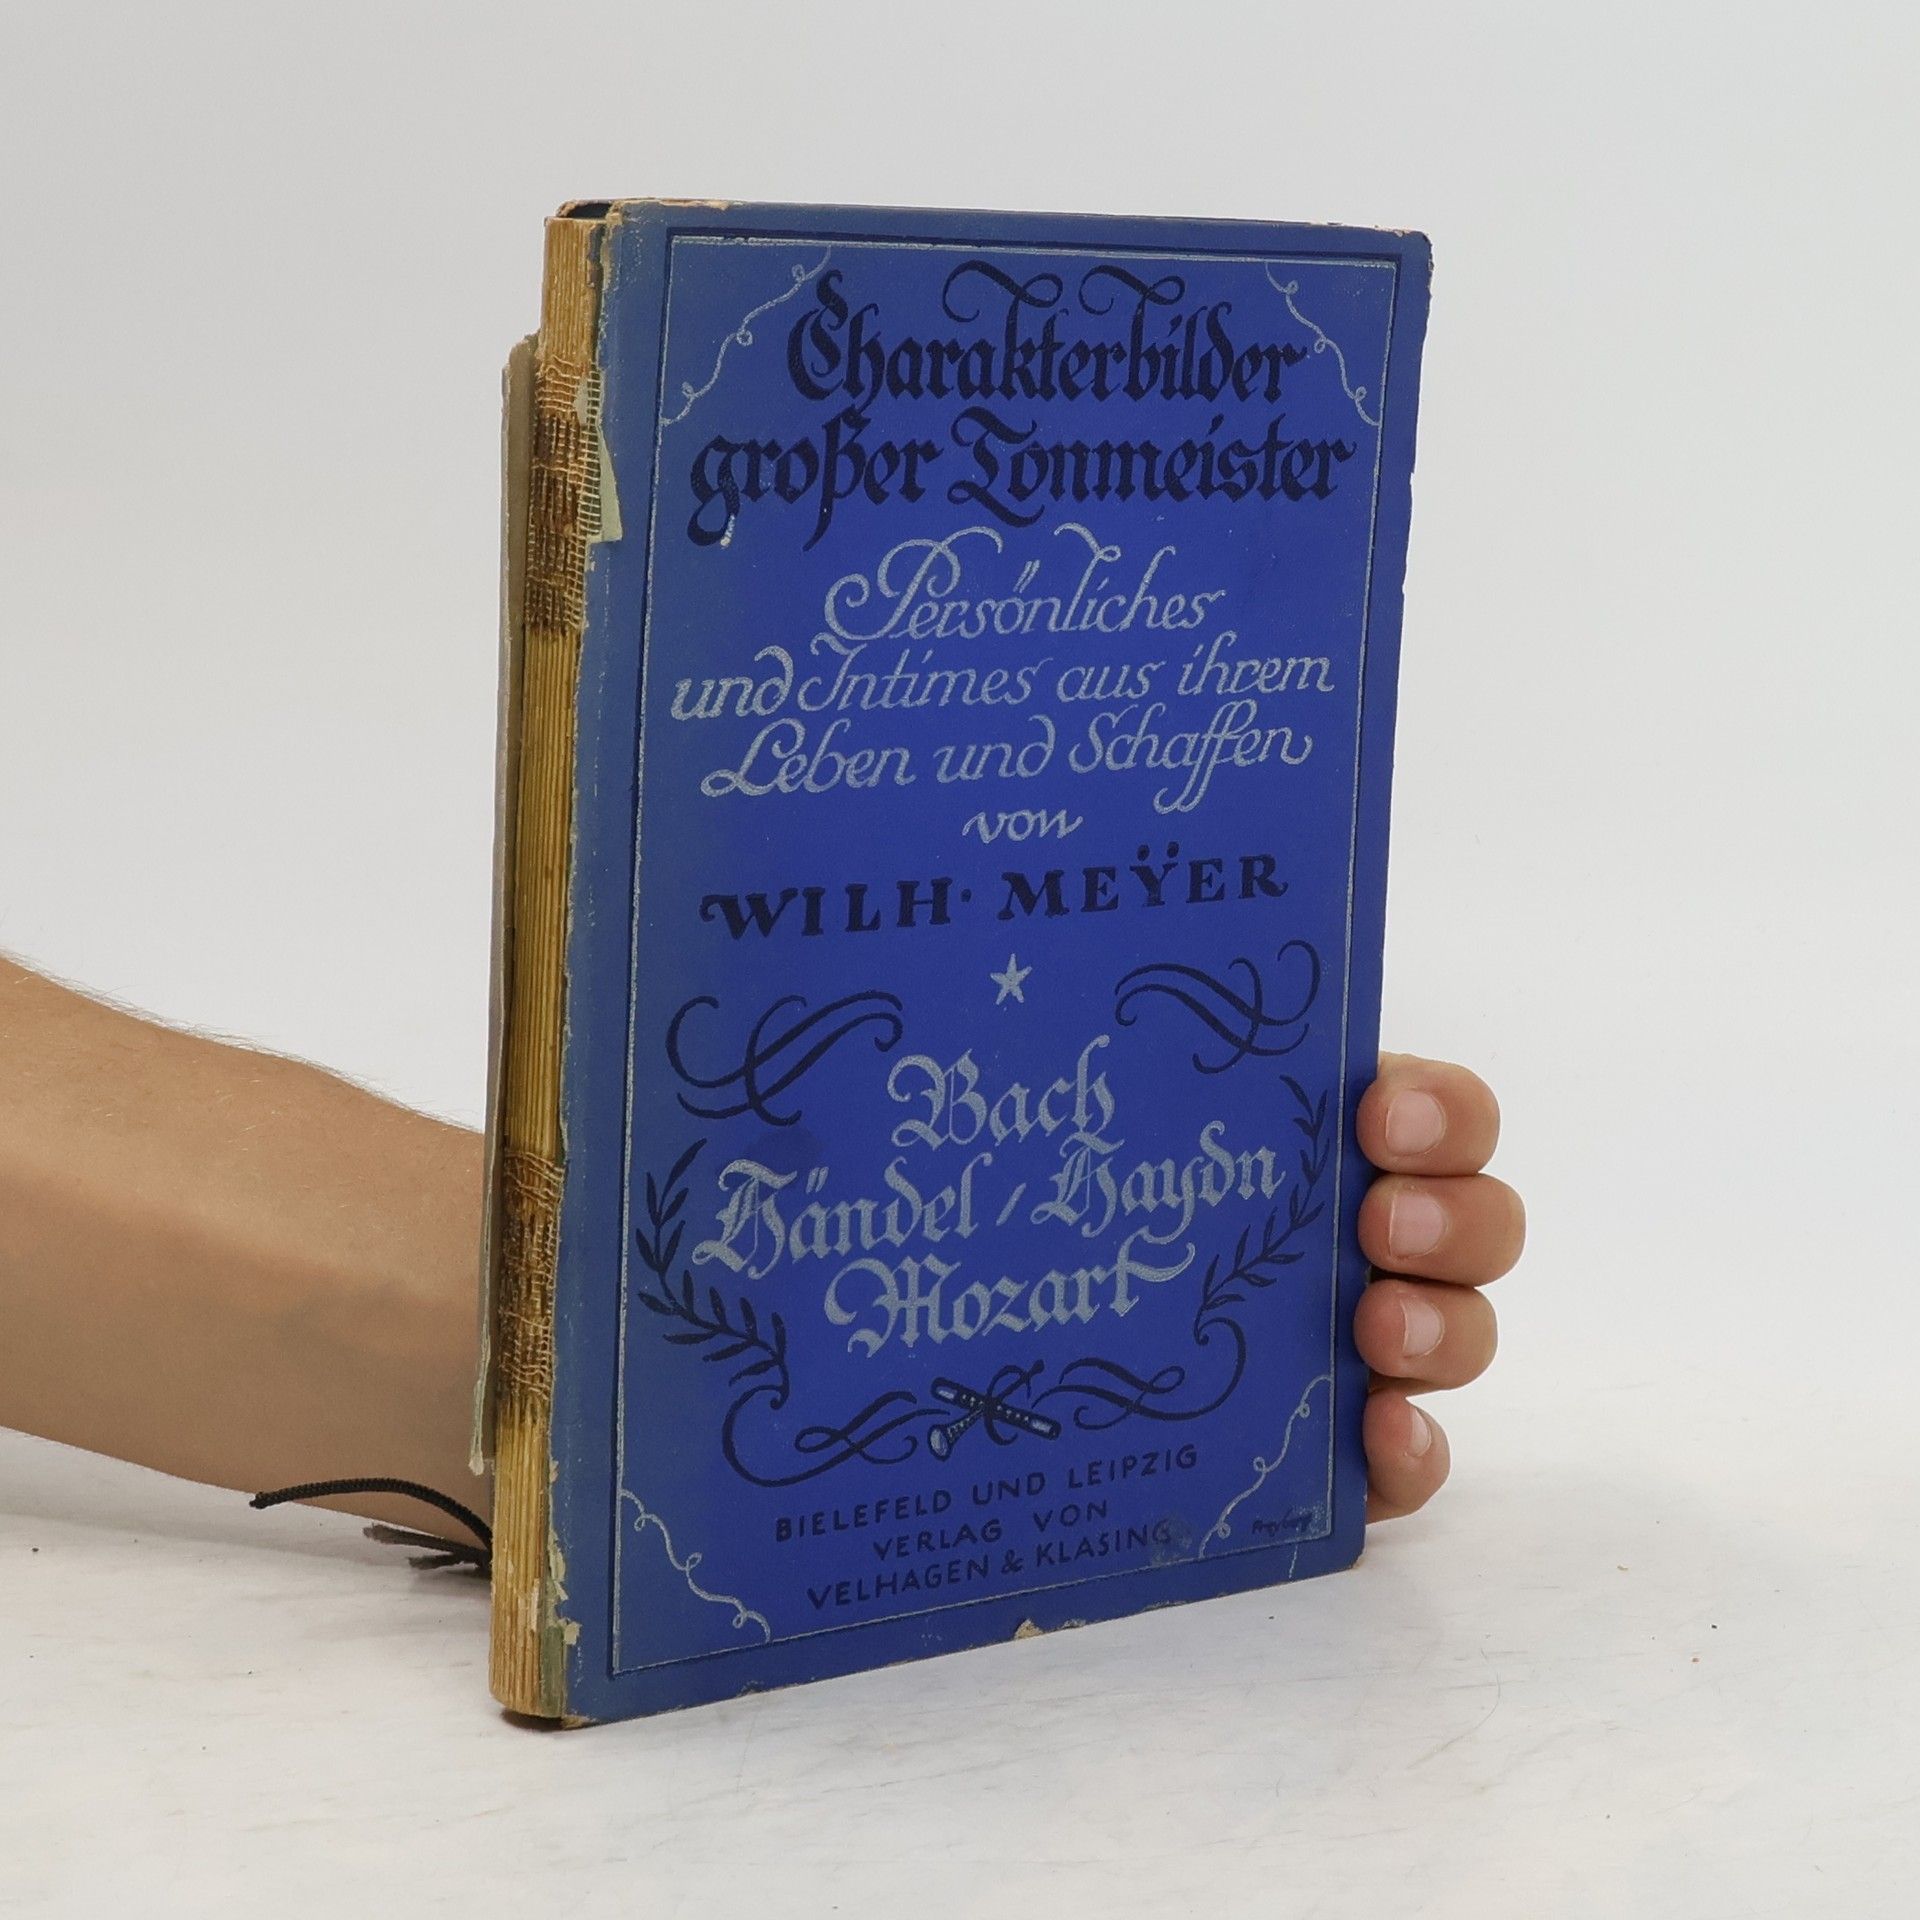 Charakterbilder
großer Tonmeister
Persönliches
und Intimes aus ihrem
Leben und Schaffen
von
WILH. MEŸER
Bach
Händel / Haydn
Mozart
BIELEFELD UND LEIPZIG
VERLAG VON
VELHAGEN & KLASING